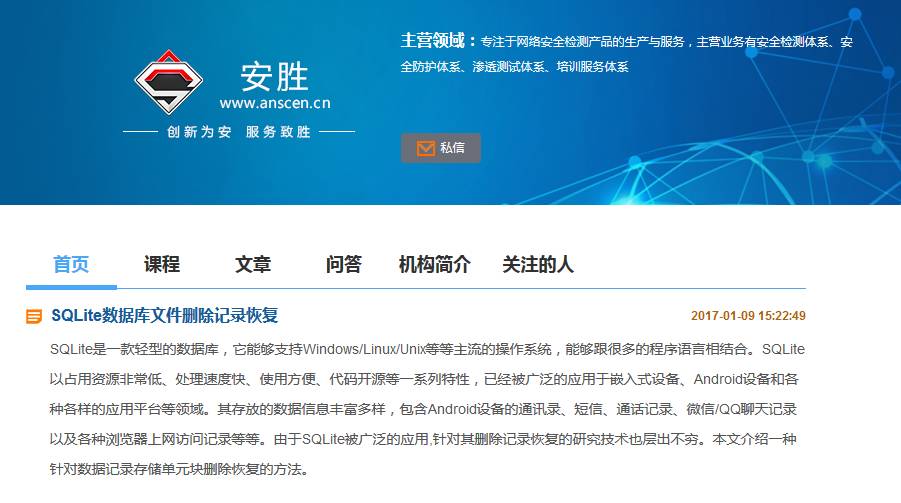 安胜
www.anscen.cn
创新为安 服务致胜
主营领域：专注于网络安全检测产品的生产与服务，主营业务有安全检测体系、安
全防护体系、渗透测试体系、培训服务体系
私信
首页 课程 文章 问答 机构简介 关注的人
SQLite数据库文件删除记录恢复 2017-01-09 15:22:49
SQLite是一款轻型的数据库，它能够支持Windows/Linux/Unix等等主流的操作系统，能够跟很多的程序语言相结合。SQLite
以占用资源非常低、处理速度快、使用方便、代码开源等一系列特性，已经被广泛的应用于嵌入式设备、Android设备和各
种各样的应用平台等领域。其存放的数据信息丰富多样，包含Android设备的通讯录、短信、通话记录、微信/QQ聊天记录
以及各种浏览器上网访问记录等等。由于SQLite被广泛的应用,针对其删除记录恢复的研究技术也层出不穷。本文介绍一种
针对数据记录存储单元块删除恢复的方法。